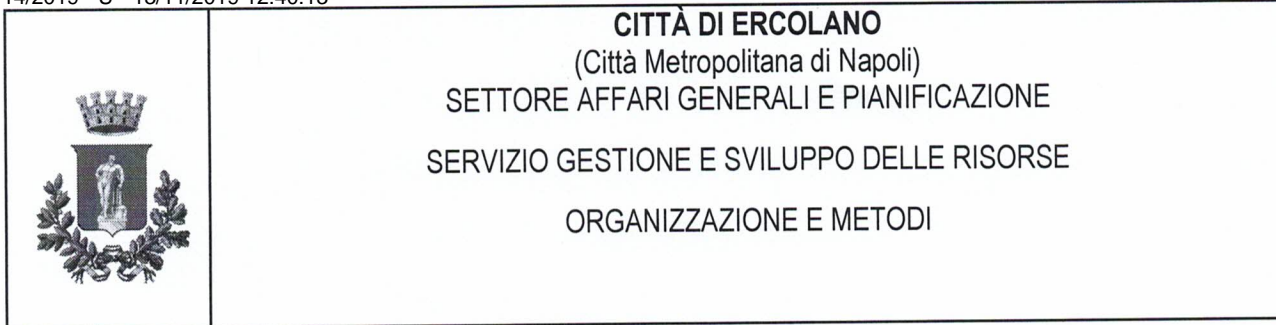 CITTÀ DI ERCOLANO
(Città Metropolitana di Napoli)
SETTORE AFFARI GENERALI E PIANIFICAZIONE
SERVIZIO GESTIONE E SVILUPPO DELLE RISORSE
ORGANIZZAZIONE E METODI